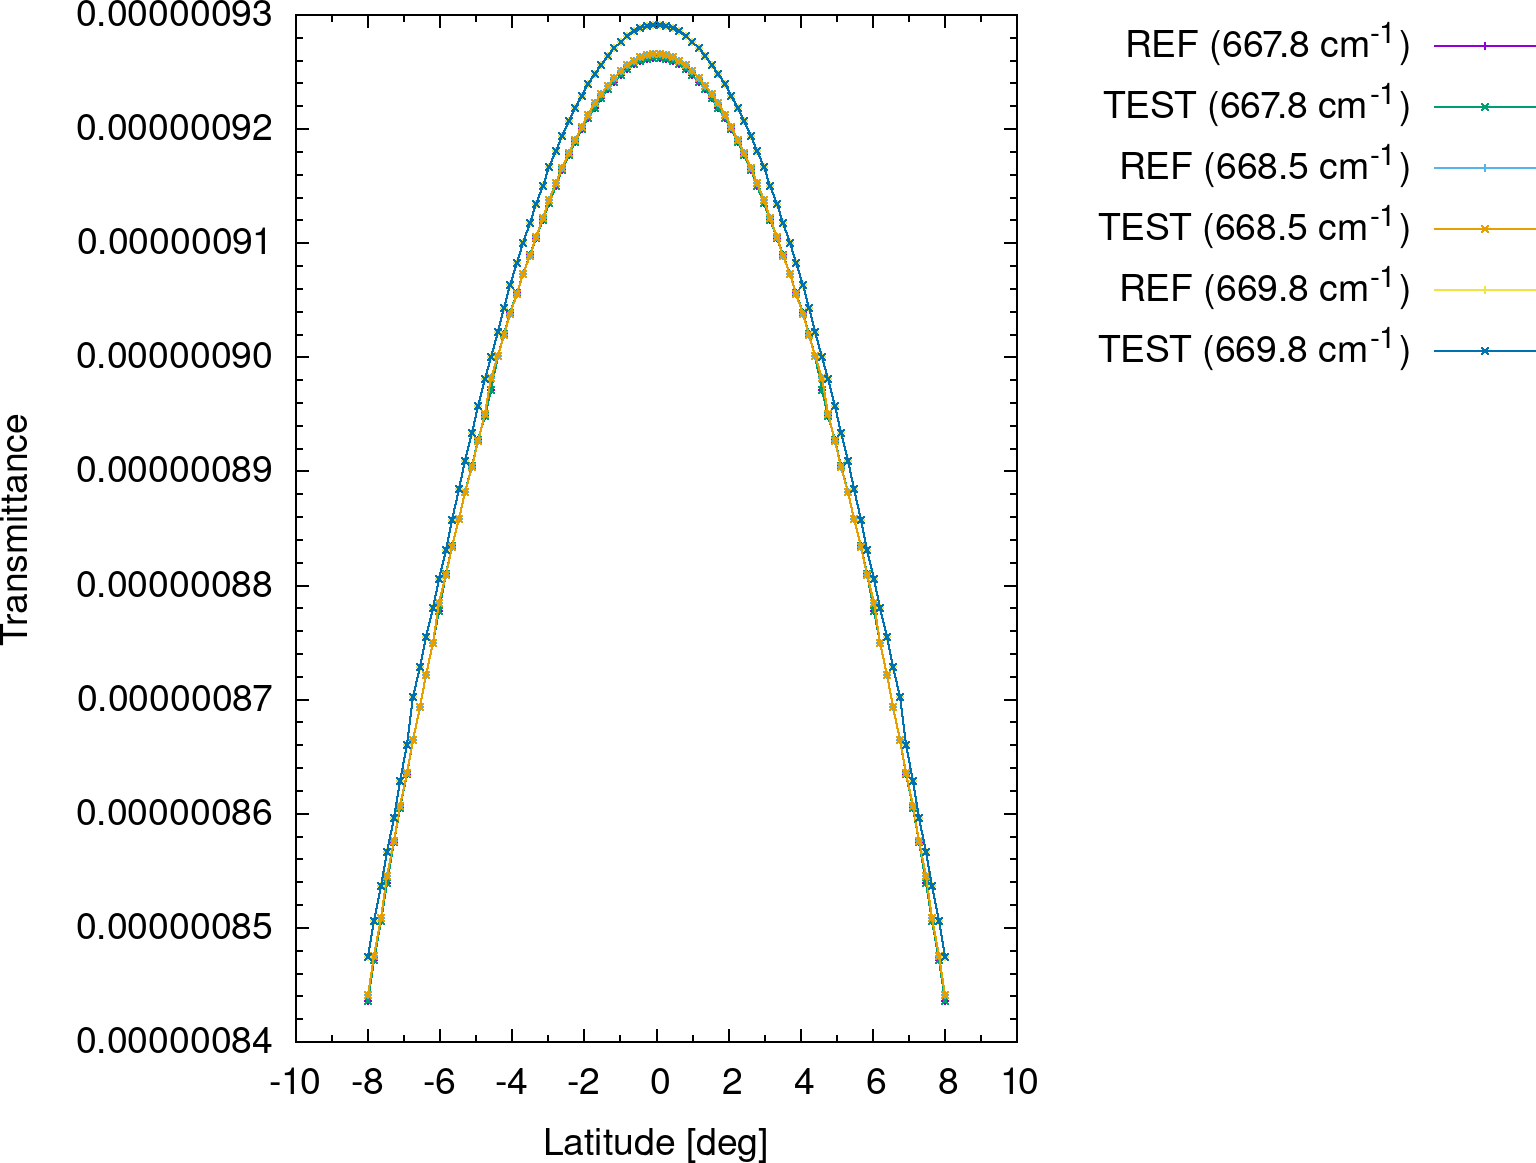 0.00000093
0.00000092
0.00000091
0.00000090
0.00000089
0.00000088
0.00000087
0.00000086
0.00000085
0.00000084
Transmittance
-10 -8 -6 -4 -2 0 2 4 6 8 10
Latitude [deg]
REF (667.8 cm-1)
TEST (667.8 cm-1)
REF (668.5 cm-1)
TEST (668.5 cm-1)
REF (669.8 cm-1)
TEST (669.8 cm-1)